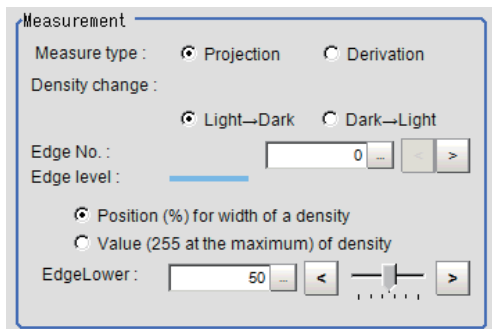 Measurement
Measure type : Projection Derivation
Density change :
Light→Dark Dark→Light
Edge No. : 0 ... < >
Edge level :
Position (%) for width of a density
Value (255 at the maximum) of density
EdgeLower : 50 ... < >